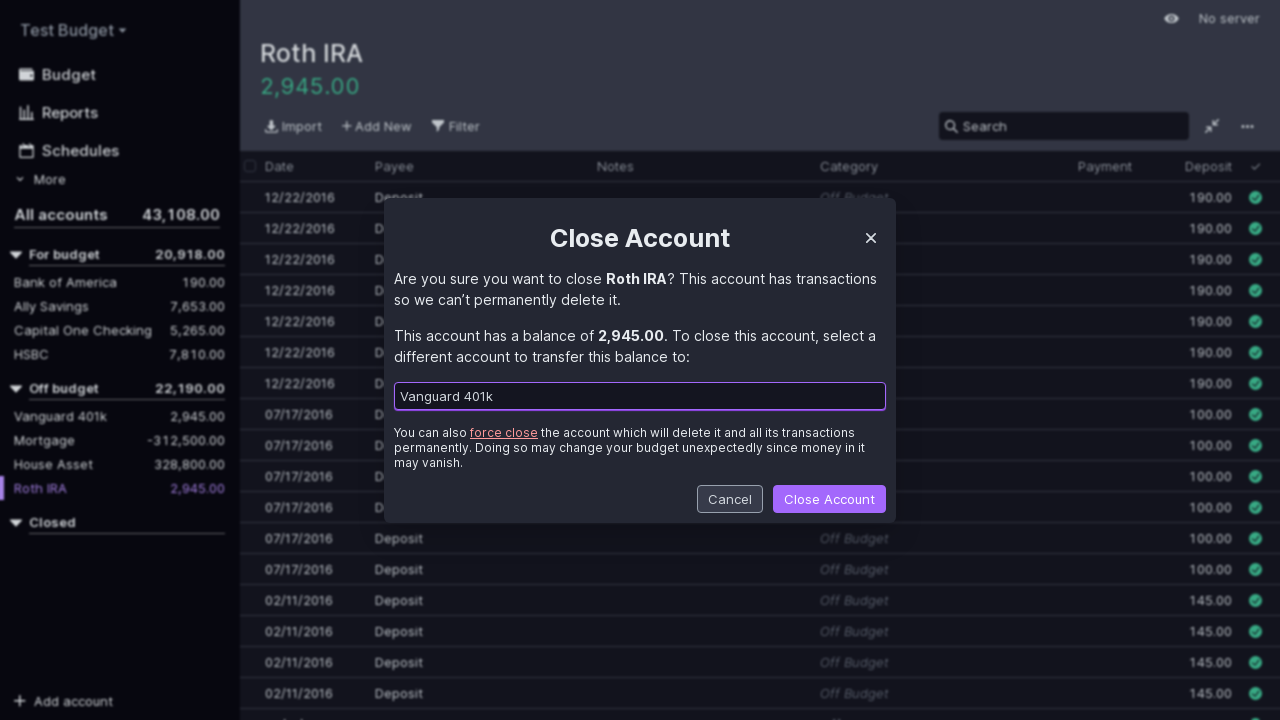 Test Budget
Budget
Reports
Schedules
More
All accounts 43,108.00
For budget 20,918.00
Bank of America 190.00
Ally Savings 7,653.00
Capital One Checking 5,265.00
HSBC 7,810.00
Off budget 22,190.00
Vanguard 401k 2,945.00
Mortgage -312,500.00
House Asset 328,800.00
Roth IRA 2,945.00
Closed
Add account
No server
Roth IRA
2,945.00
Import Add New Filter Search
Date Payee Notes Category Payment Deposit
12/22/2016 Deposit Off Budget 190.00
12/22/2016 190.00
12/22/2016 190.00
12/22/2016 190.00
12/22/2016 190.00
12/22/2016 190.00
12/22/2016 190.00
07/17/2016 100.00
07/17/2016 100.00
07/17/2016 100.00
07/17/2016 100.00
07/17/2016 Deposit Off Budget 100.00
07/17/2016 Deposit Off Budget 100.00
02/11/2016 Deposit Off Budget 145.00
02/11/2016 Deposit Off Budget 145.00
02/11/2016 Deposit Off Budget 145.00
02/11/2016 Deposit Off Budget 145.00
Close Account
Are you sure you want to close Roth IRA? This account has transactions
so we can’t permanently delete it.
This account has a balance of 2,945.00. To close this account, select a
different account to transfer this balance to:
Vanguard 401k
You can also force close the account which will delete it and all its transactions
permanently. Doing so may change your budget unexpectedly since money in it
may vanish.
Cancel Close Account